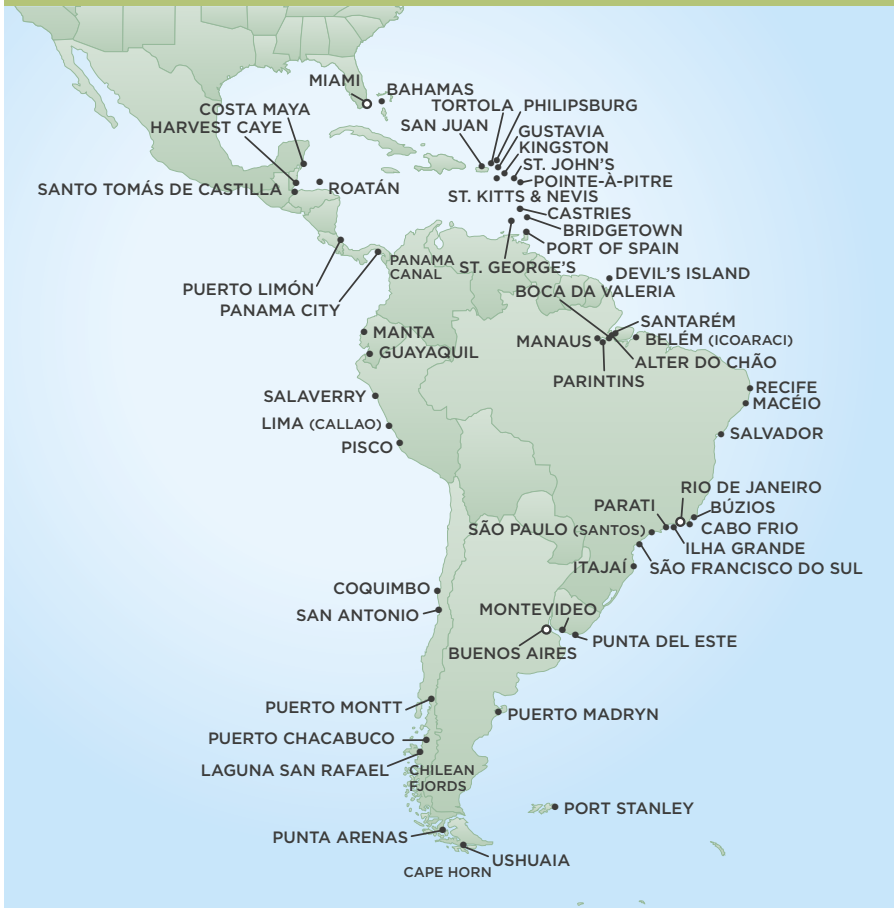 MIAMI
BAHAMAS
COSTA MAYA
TORTOLA
PHILIPSBURG
HARVEST CAYE
SAN JUAN
GUSTAVIA
KINGSTON
ST. JOHN'S
SANTO TOMÁS DE CASTILLA
ROATÁN
POINTE-À-PITRE
ST. KITTS & NEVIS
CASTRIES
BRIDGETOWN
PORT OF SPAIN
PANAMA
CANAL
ST. GEORGE'S
DEVIL'S ISLAND
PUERTO LIMÓN
BOCA DA VALERIA
PANAMA CITY
SANTARÉM
MANTA
MANAUS
BELÉM (ICOARACI)
GUAYAQUIL
ALTER DO CHÃO
PARINTINS
SALAVERRY
RECIFE
MACÉIO
LIMA (CALLAO)
SALVADOR
PISCO
RIO DE JANEIRO
PARATI
BÚZIOS
SÃO PAULO (SANTOS)
CABO FRIO
ILHA GRANDE
ITAJAÍ
SÃO FRANCISCO DO SUL
COQUIMBO
MONTEVIDEO
SAN ANTONIO
PUNTA DEL ESTE
BUENOS AIRES
PUERTO MONTT
PUERTO MADRYN
PUERTO CHACABUCO
LAGUNA SAN RAFAEL
CHILEAN
FJORDS
PORT STANLEY
PUNTA ARENAS
USHUAIA
CAPE HORN